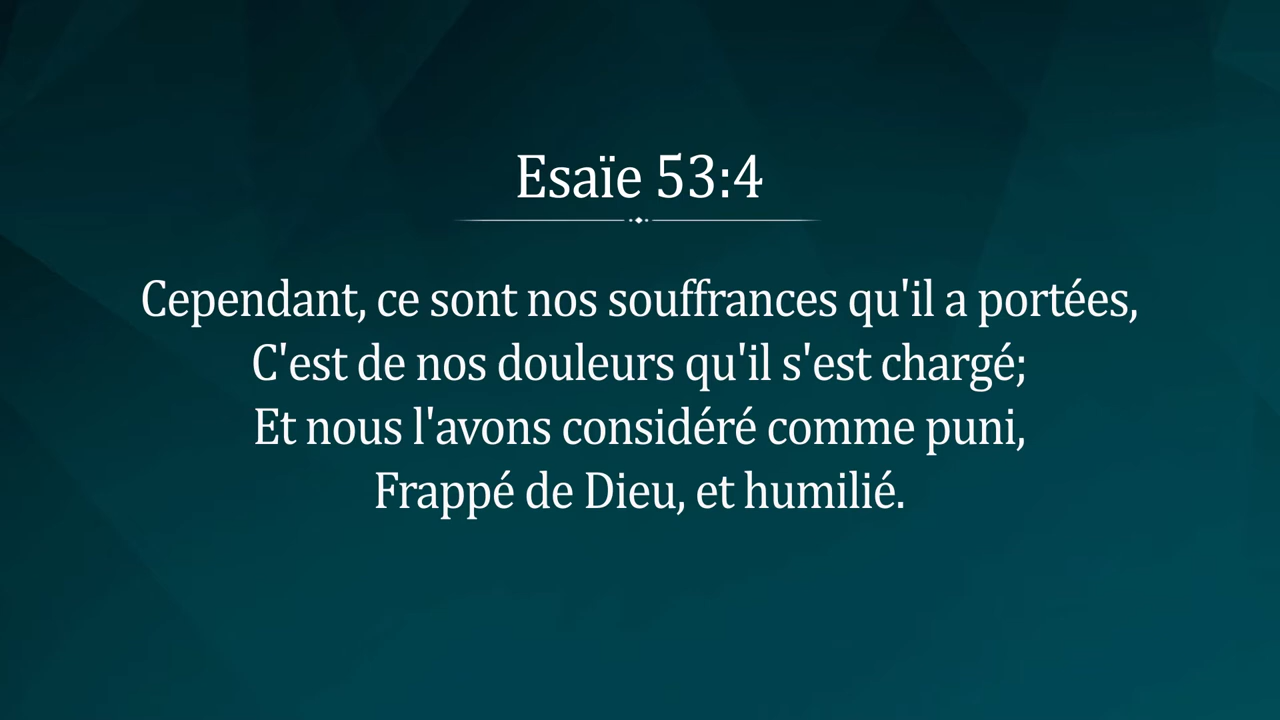 Esaïe 53:4
Cependant, ce sont nos souffrances qu'il a portées,
C'est de nos douleurs qu'il s'est chargé;
Et nous l'avons considéré comme puni,
Frappé de Dieu, et humilié.